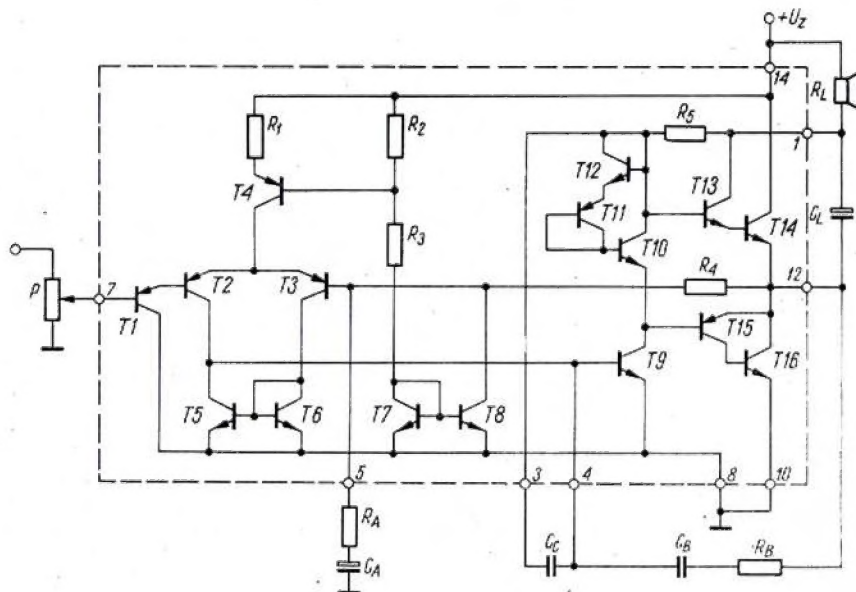 +U_z
14
R_L
R_1
R_2
R_5
1
T12
T13
T4
T11
T14
C_L
R_3
T10
R_4
12
P
7
T2
T3
T1
T15
T9
T16
T5
T6
T7
T8
5
3
4
8
10
R_A
C_C
C_B
R_B
C_A